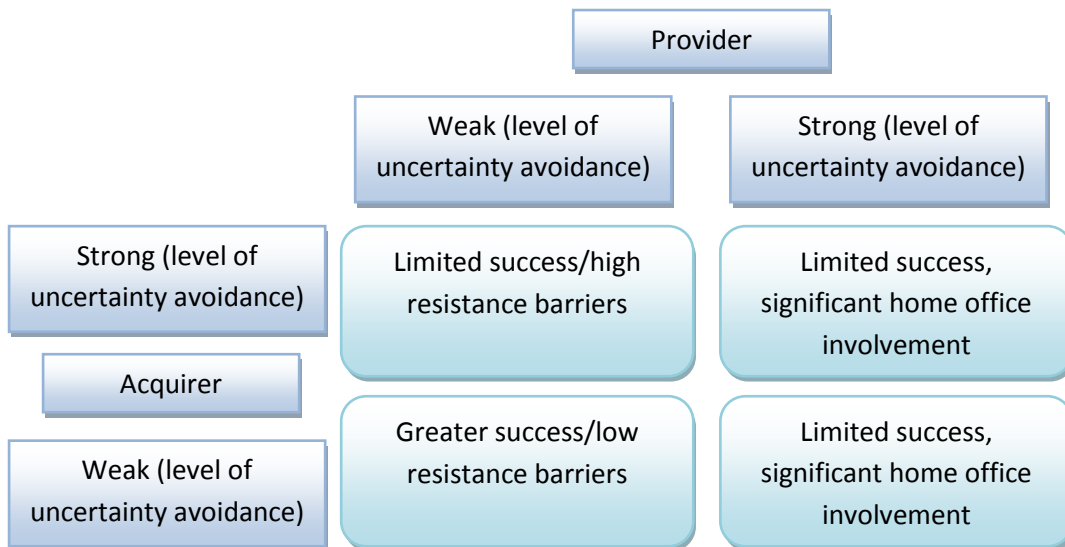 Provider
Weak (level of
uncertainty avoidance)
Strong (level of
uncertainty avoidance)
Strong (level of
uncertainty avoidance)
Limited success/high
resistance barriers
Limited success,
significant home office
involvement
Acquirer
Weak (level of
uncertainty avoidance)
Greater success/low
resistance barriers
Limited success,
significant home office
involvement